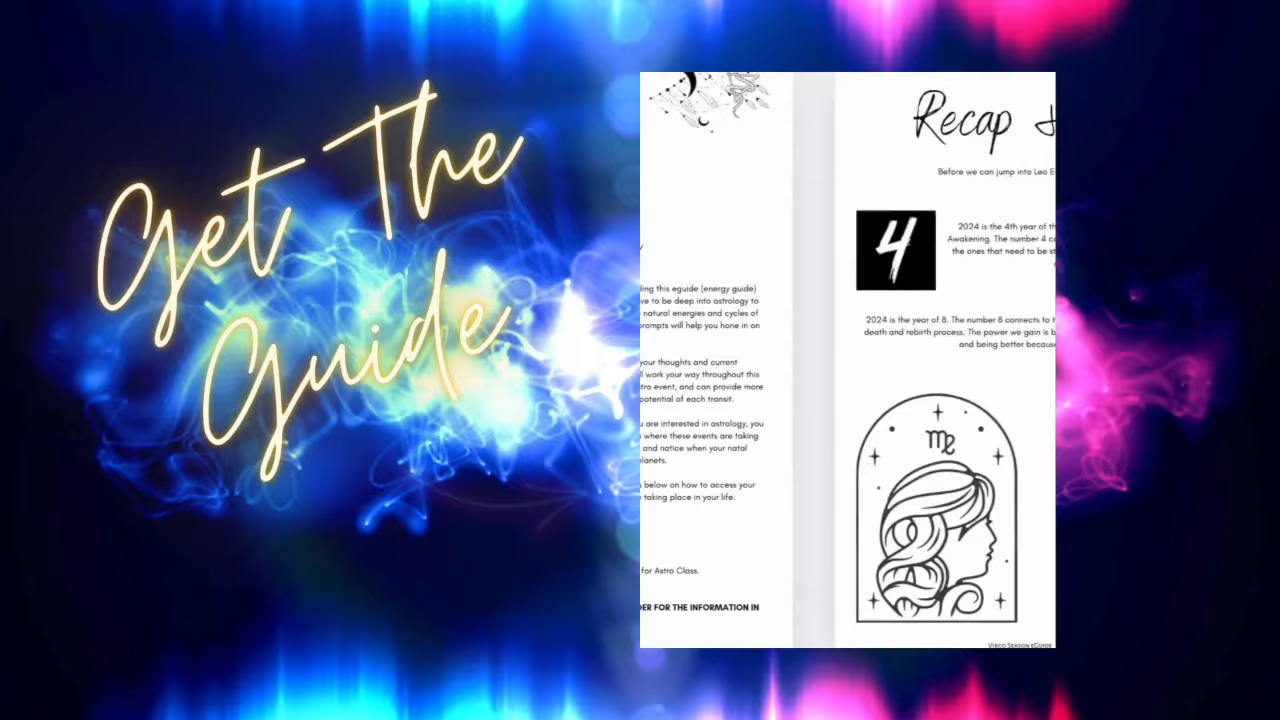 Get The
Guide
ding this eguide (energy guide)
ve to be deep into astrology to
natural energies and cycles of
prompts will help you hone in on
your thoughts and current
ll work your way throughout this
stro event, and can provide more
potential of each transit.
u are interested in astrology, you
where these events are taking
and notice when your natal
planets.
s below on how to access your
taking place in your life.
for Astro Class.
DER FOR THE INFORMATION IN
Recap
Before we can jump into Leo E
4
2024 is the 4th year of th
Awakening. The number 4 co
the ones that need to be st
2024 is the year of 8. The number 8 connects to t
death and rebirth process. The power we gain is b
and being better because
Virgo Season eGuide